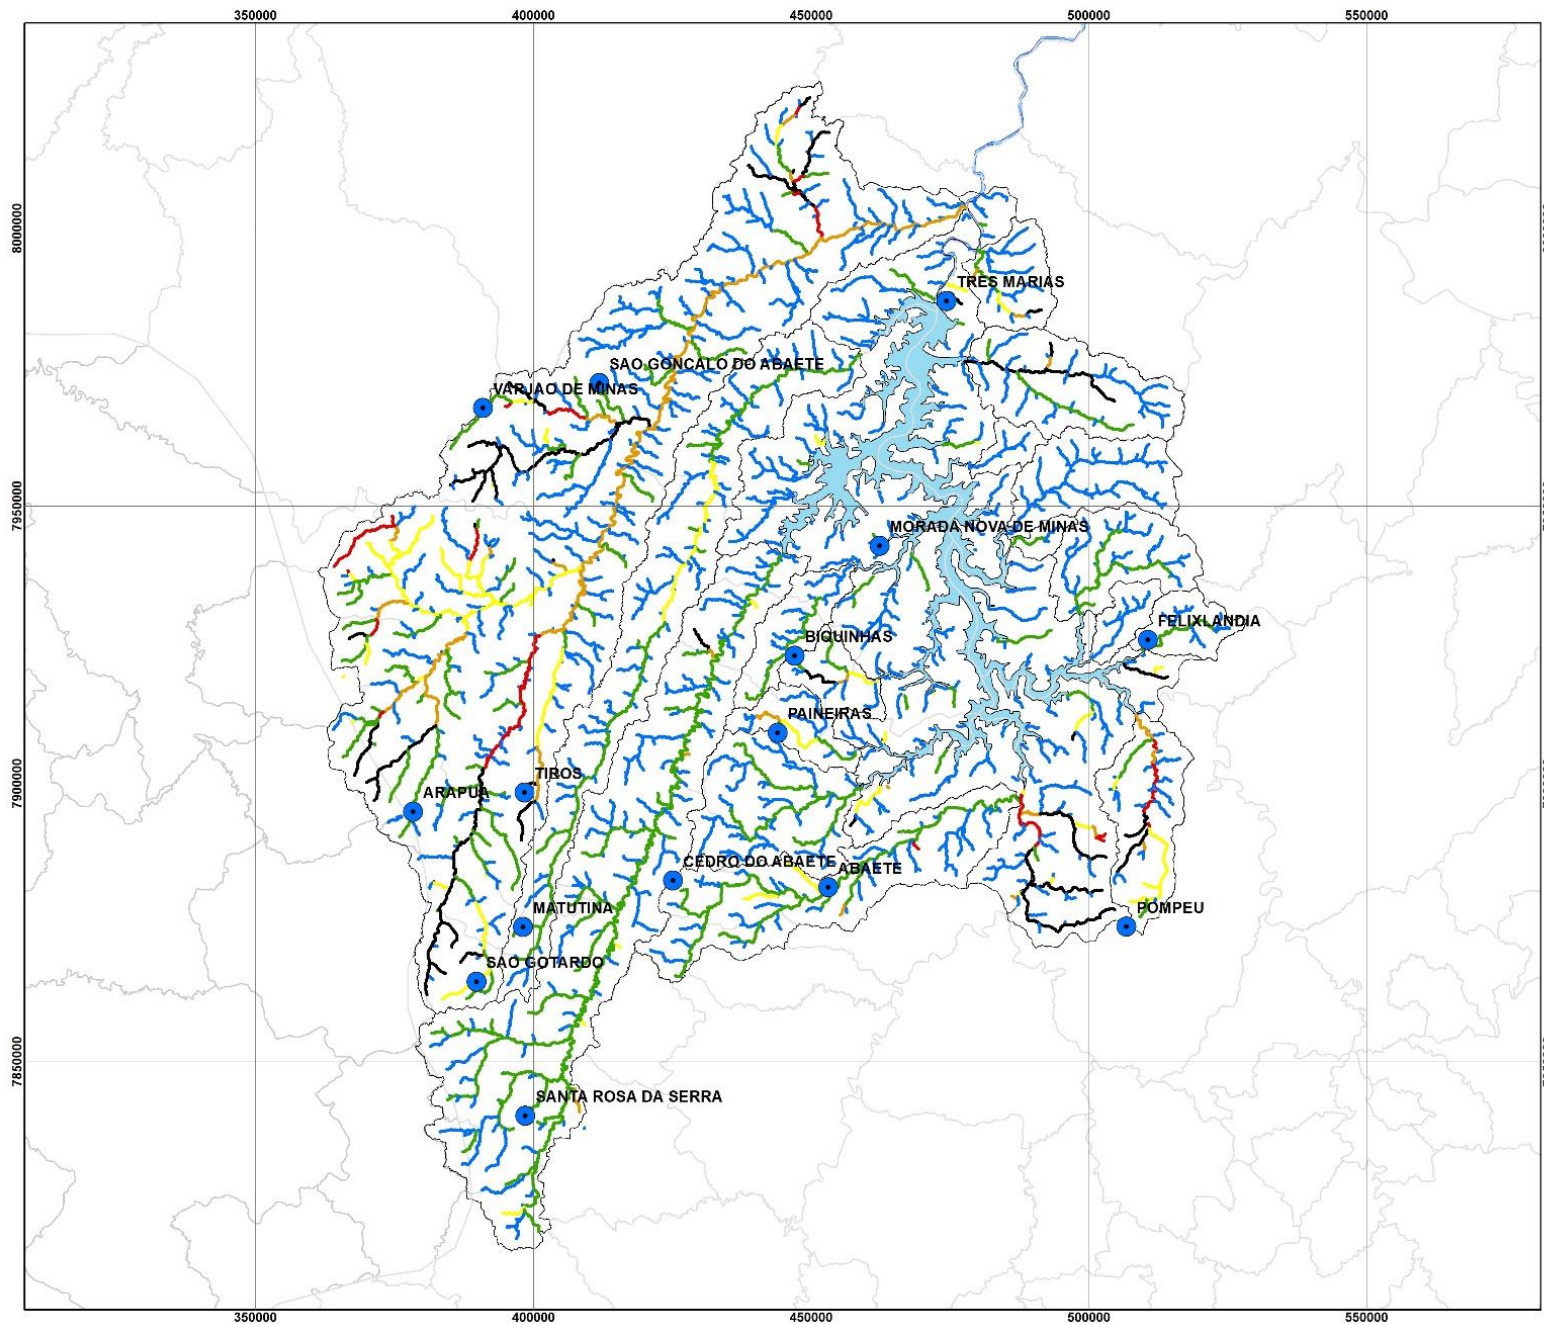 350000 400000 450000 500000 550000
8000000
TRES MARIAS
SAO GONCALO DO ABAETE
VARJAO DE MINAS
7950000
MORADA NOVA DE MINAS
FELIXLANDIA
BIQUINHAS
PAINEIRAS
7900000
TIROS
ARAPUA
CEDRO DO ABAETE
ABAETE
MATUTINA
POMPEU
SAO GOTARDO
7850000
SANTA ROSA DA SERRA
350000 400000 450000 500000 550000